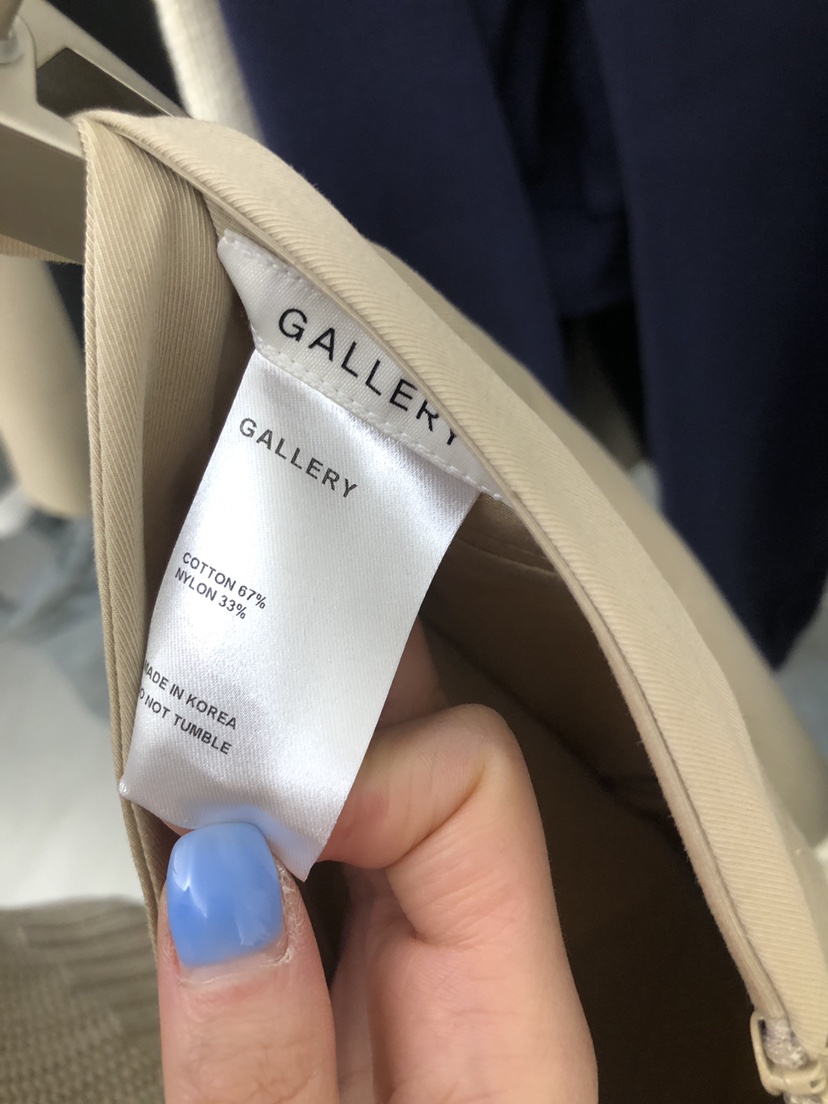 GALLERY
GALLERY
COTTON 67%
NYLON 33%
MADE IN KOREA
DO NOT TUMBLE